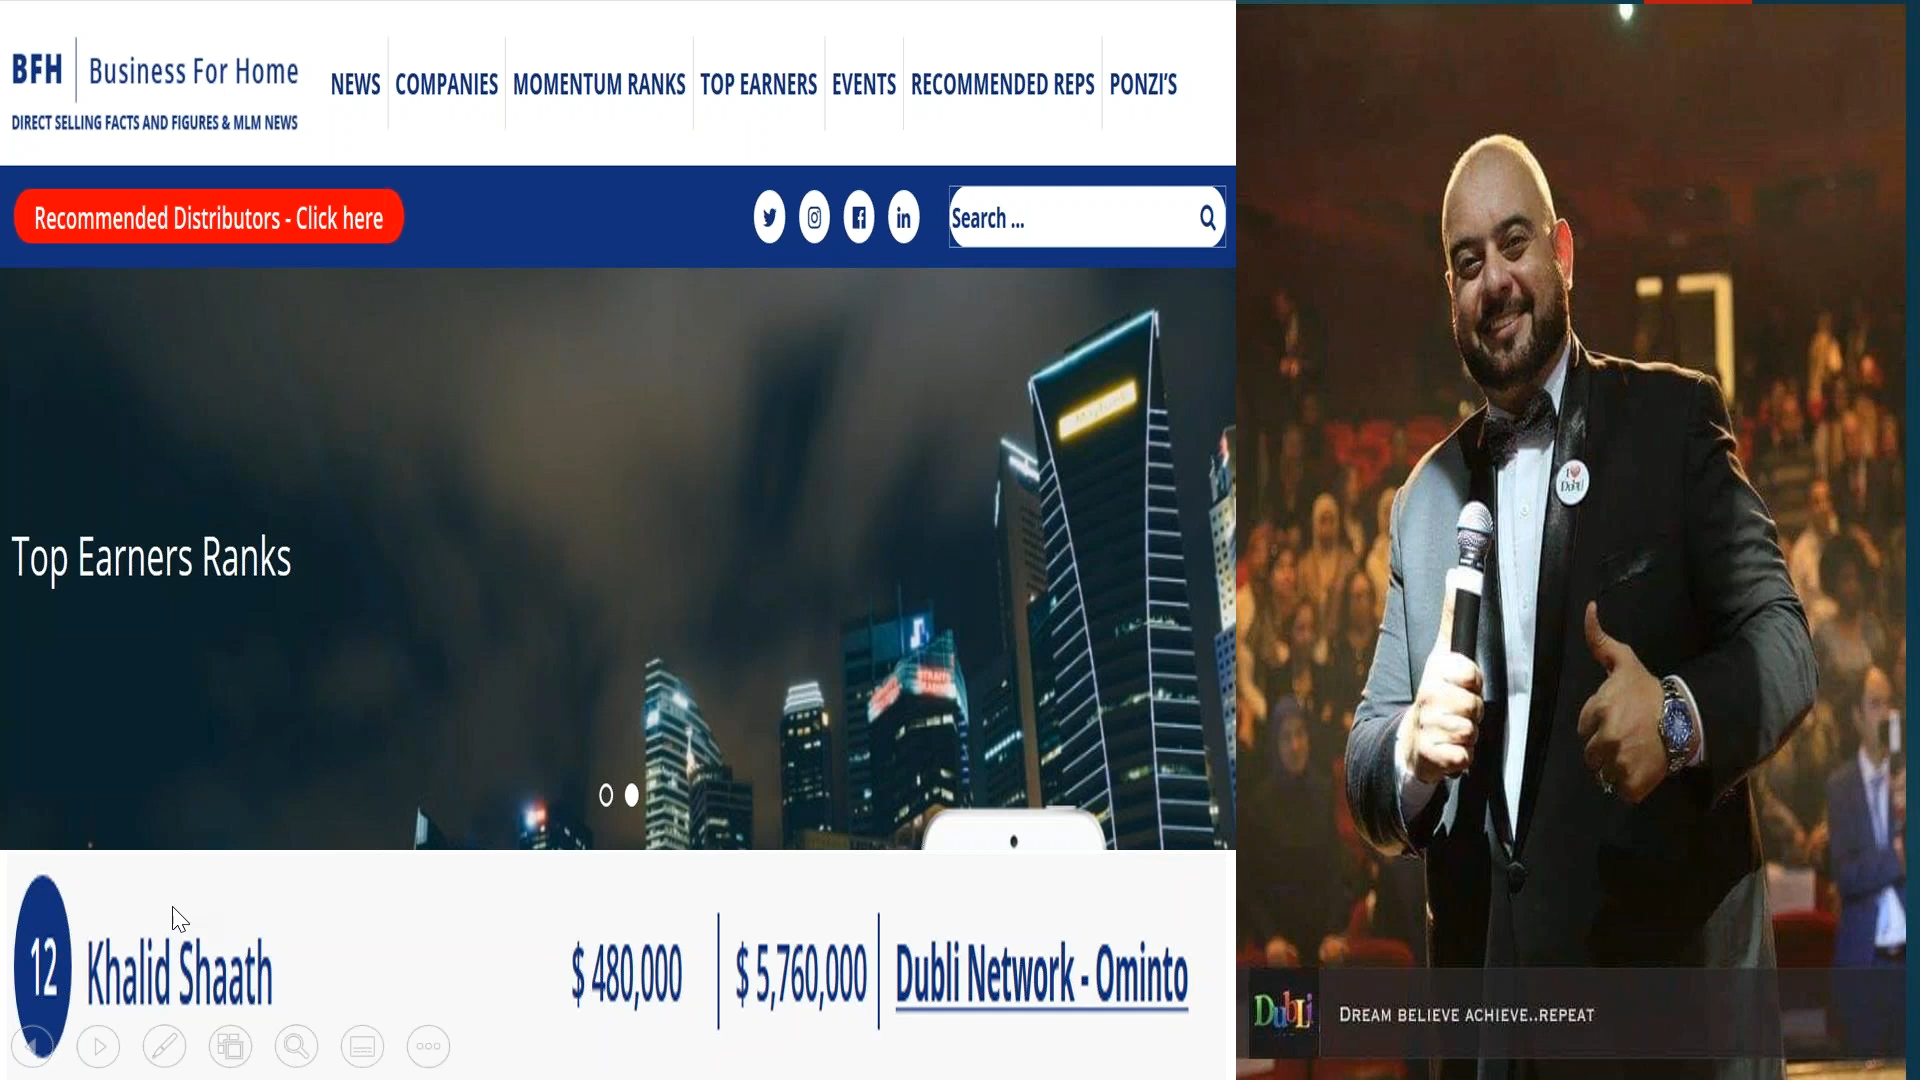 BFH Business For Home
DIRECT SELLING FACTS AND FIGURES & MLM NEWS
NEWS COMPANIES MOMENTUM RANKS TOP EARNERS EVENTS RECOMMENDED REPS PONZI'S
Recommended Distributors - Click here
Search ...
Top Earners Ranks
12 Khalid Shaath $ 480,000 $ 5,760,000 Dubli Network - Ominto
I
DubLi
DubLi DREAM BELIEVE ACHIEVE..REPEAT